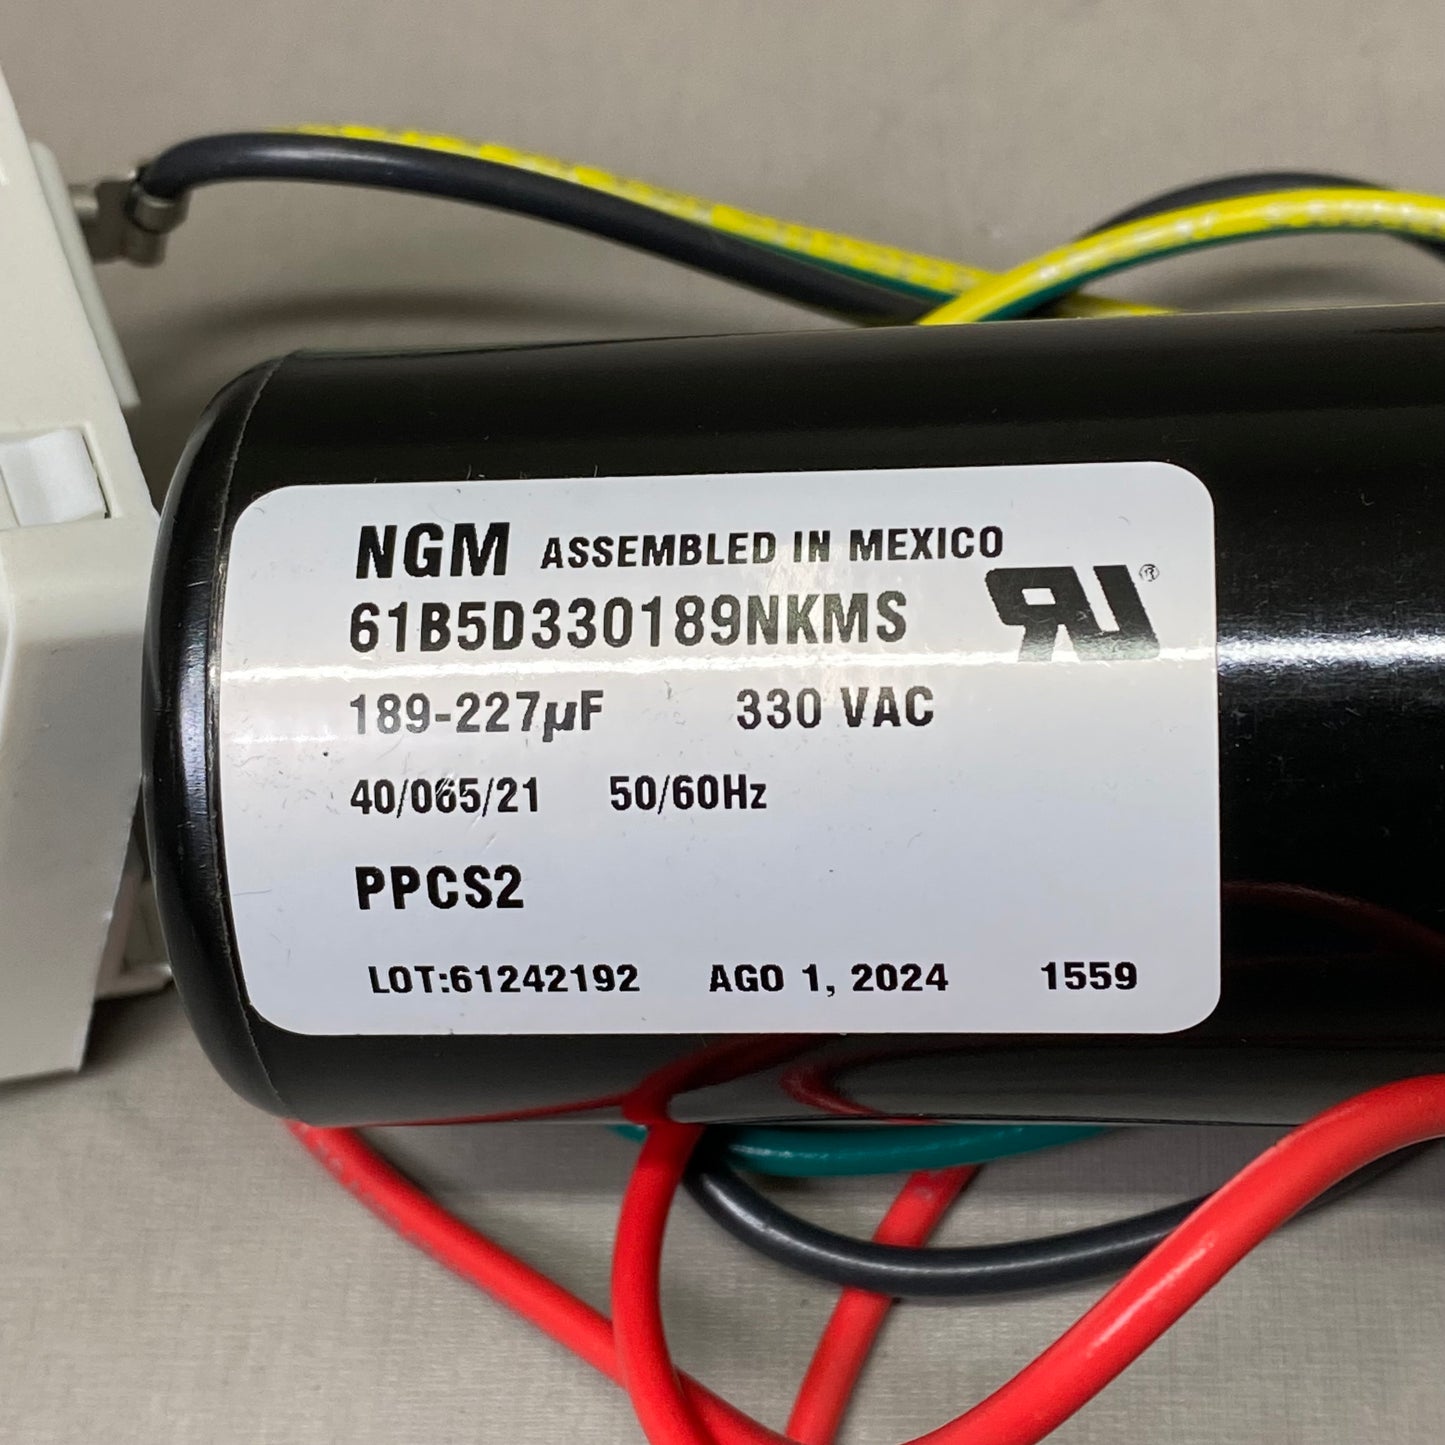 NGM ASSEMBLED IN MEXICO
61B5D330189NKMS
189-227µF 330 VAC
40/065/21 50/60Hz
PPCS2
LOT:61242192 AGO 1, 2024 1559